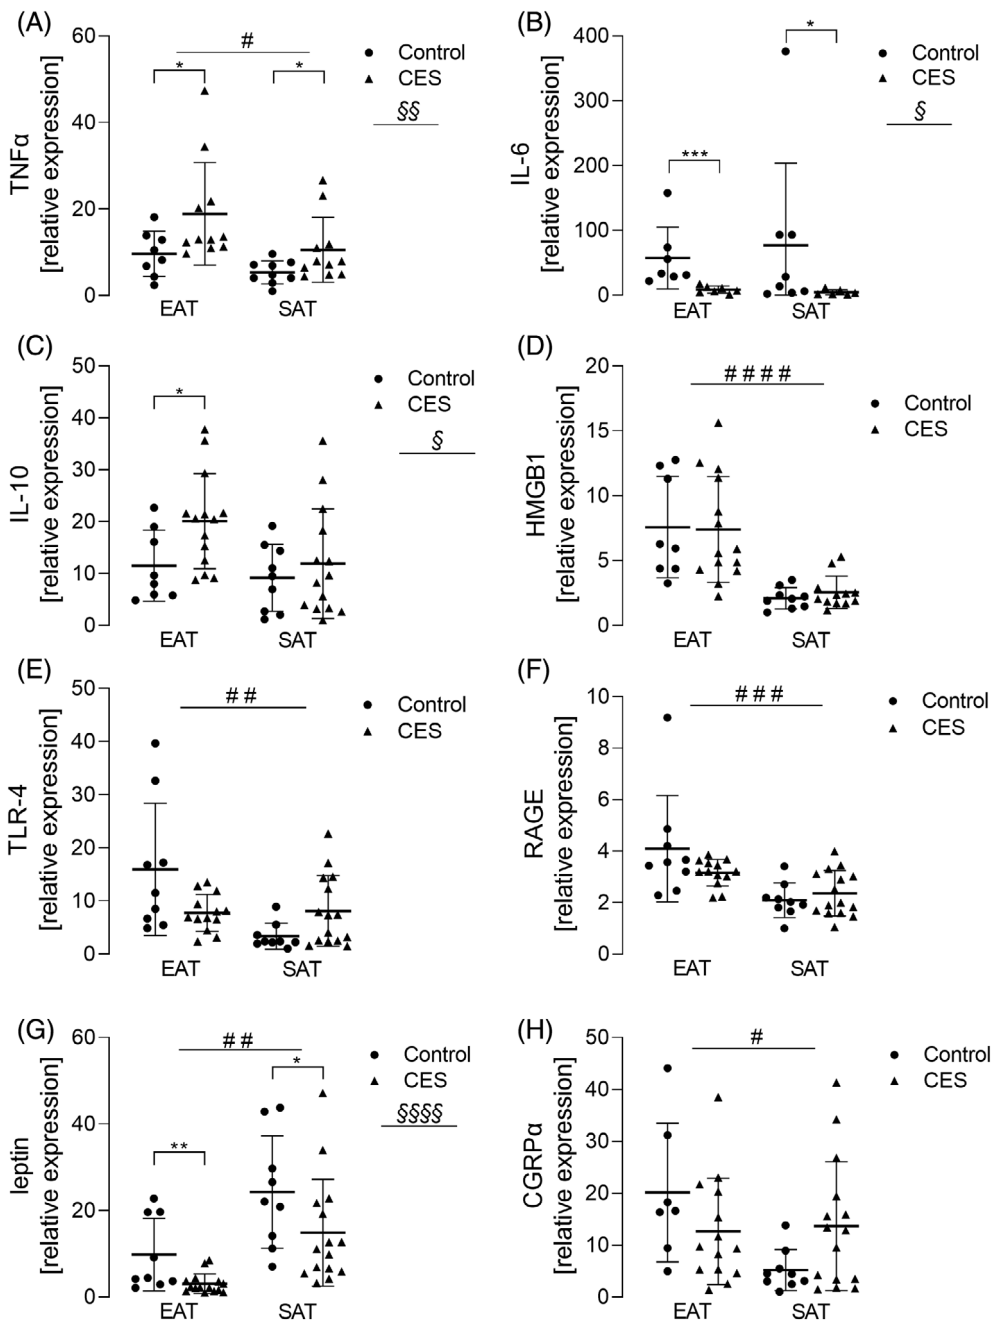 (A)
TNFα
[relative expression]
60
40
20
0
#
*
*
Control
CES
§§
EAT
SAT
(B)
IL-6
[relative expression]
400
300
200
100
0
***
*
Control
CES
§
EAT
SAT
(C)
IL-10
[relative expression]
50
40
30
20
10
0
*
Control
CES
§
EAT
SAT
(D)
HMGB1
[relative expression]
20
15
10
5
0
# # # #
Control
CES
EAT
SAT
(E)
TLR-4
[relative expression]
50
40
30
20
10
0
# #
Control
CES
EAT
SAT
(F)
RAGE
[relative expression]
10
8
6
4
2
0
# # #
Control
CES
EAT
SAT
(G)
leptin
[relative expression]
60
40
20
0
# #
**
*
Control
CES
§§§§
EAT
SAT
(H)
CGRPα
[relative expression]
50
40
30
20
10
0
#
Control
CES
EAT
SAT